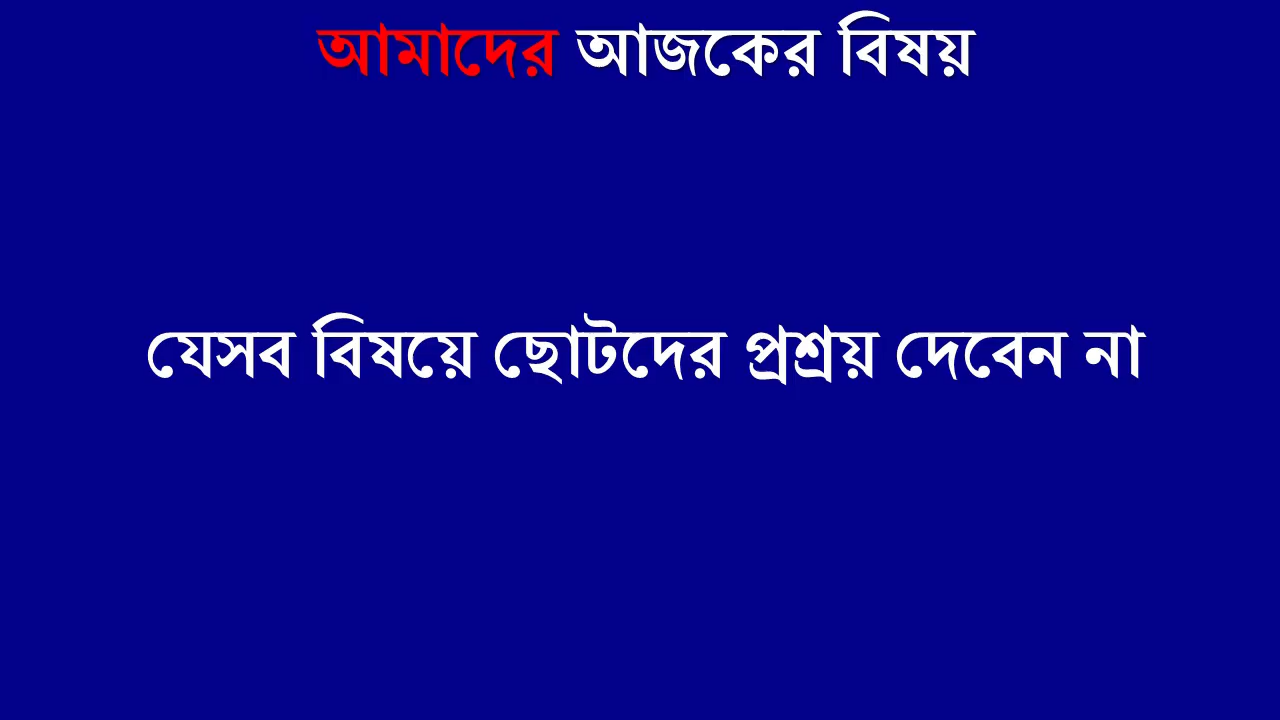 আমাদের আজকের বিষয়
যেসব বিষয়ে ছোটদের প্রশ্রয় দেবেন না